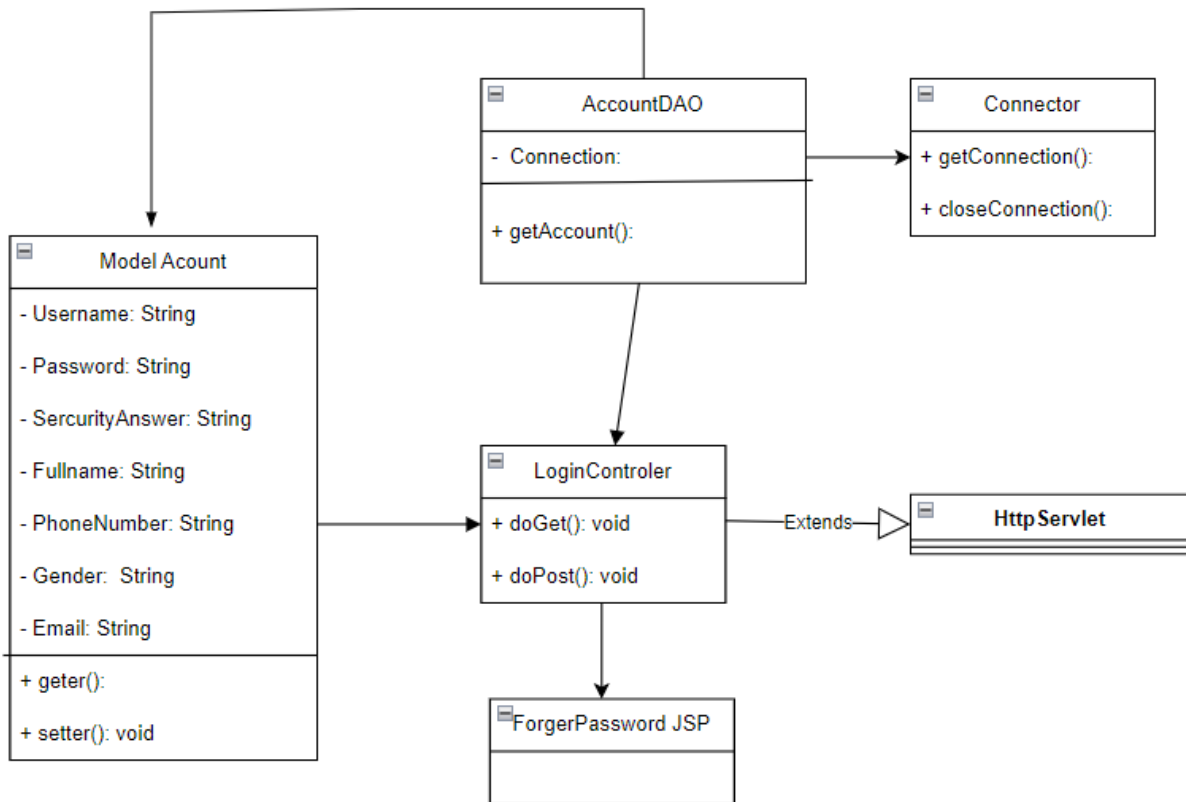 AccountDAO
- Connection:
+ getAccount():
Connector
+ getConnection():
+ closeConnection():
Model Acount
- Username: String
- Password: String
- SercurityAnswer: String
- Fullname: String
- PhoneNumber: String
- Gender: String
- Email: String
+ geter():
+ setter(): void
LoginControler
+ doGet(): void
+ doPost(): void
Extends
HttpServlet
ForgerPassword JSP